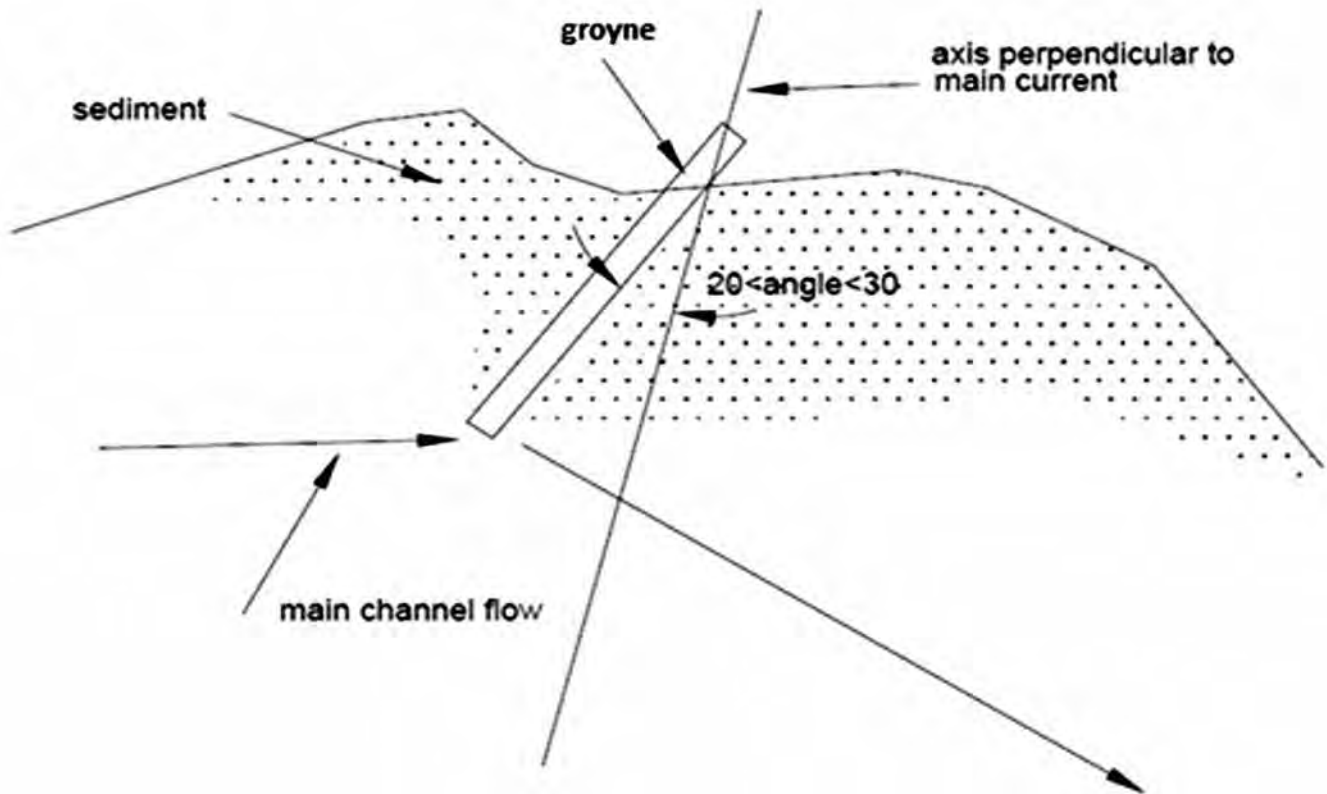 groyne
axis perpendicular to
main current
sediment
20<angle<30
main channel flow